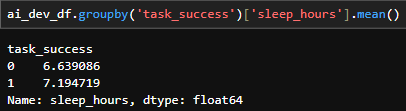 ai_dev_df.groupby('task_success')['sleep_hours'].mean()
task_success
0    6.639086
1    7.194719
Name: sleep_hours, dtype: float64